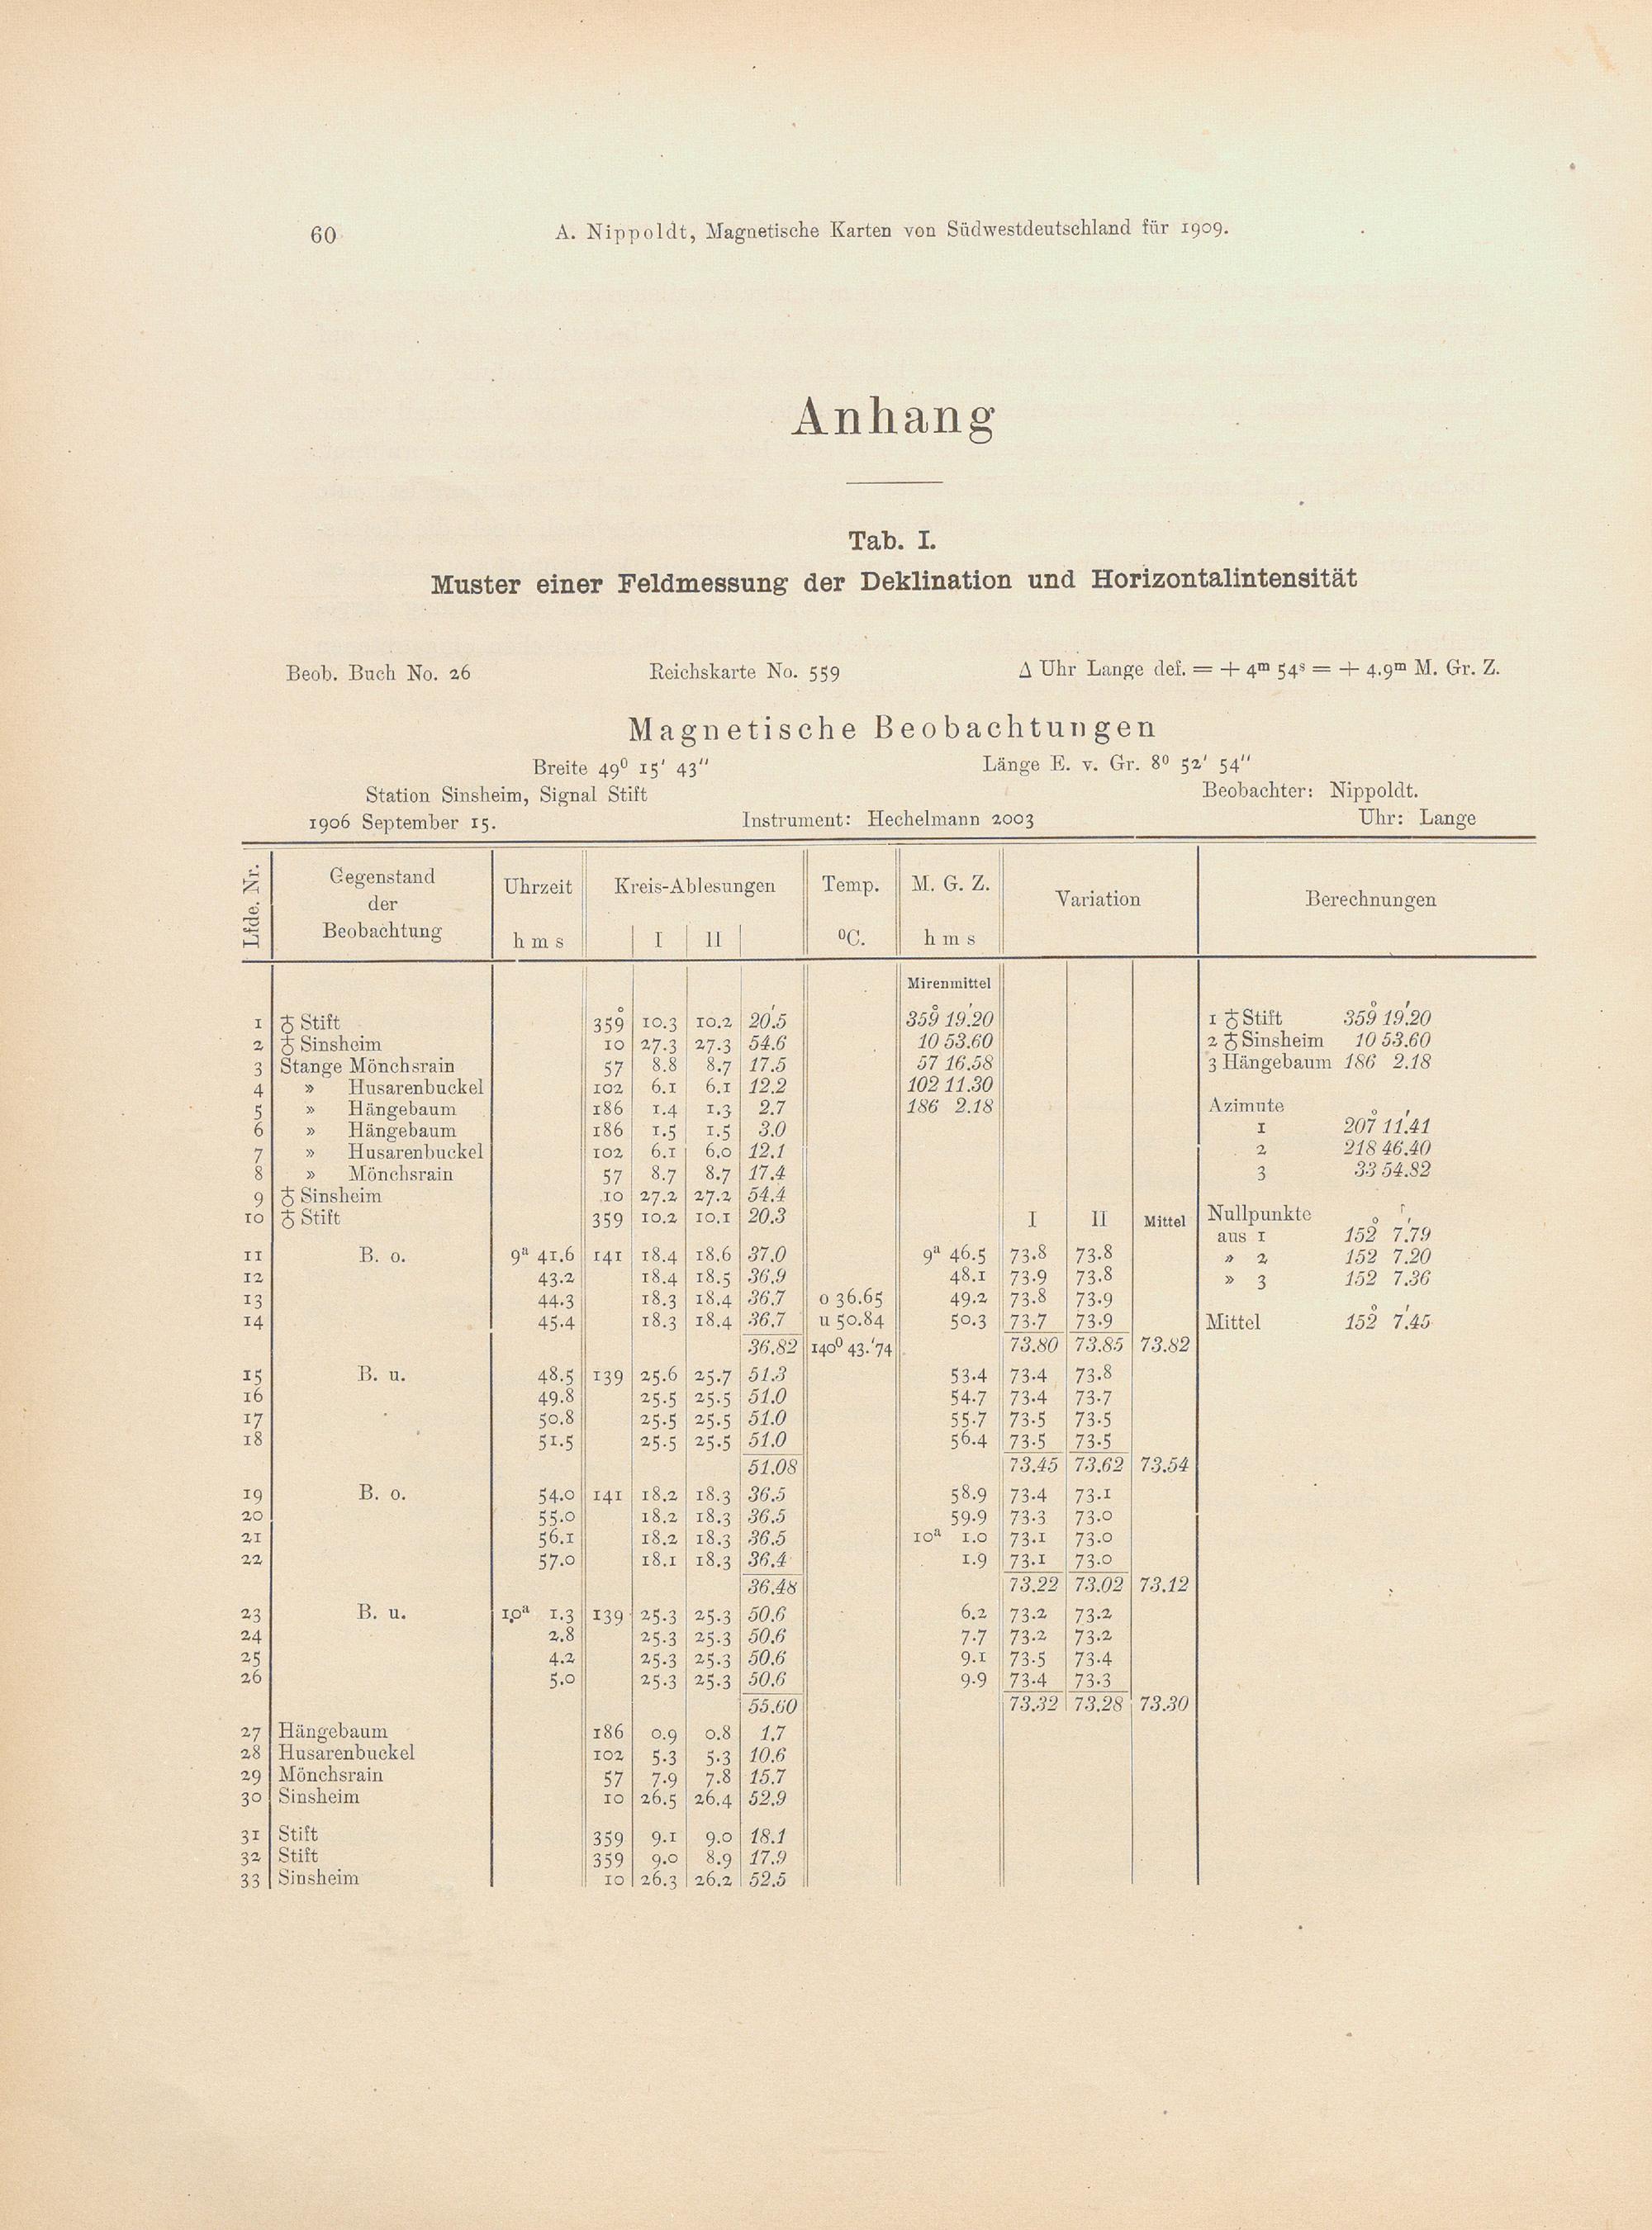 60
A. Nippoldt, Magnetische Karten von Südwestdeutschland für 1909.
Anhang
Tab. I.
Muster einer Feldmessung der Deklination und Horizontalintensität
Beob. Buch No. 26 Reichskarte No. 559 Δ Uhr Lange def. = + 4ᵐ 54ˢ = + 4.9ᵐ M. Gr. Z.
Magnetische Beobachtungen
Breite 49⁰ 15′ 43″ Länge E. v. Gr. 8⁰ 52′ 54″
Station Sinsheim, Signal Stift Beobachter: Nippoldt.
1906 September 15. Instrument: Hechelmann 2003 Uhr: Lange
Lfde. Nr. Gegenstand der Beobachtung Uhrzeit Kreis-Ablesungen Temp. M. G. Z. Variation Berechnungen
h m s I II ⁰C. h m s
Mirenmittel
1 ♁ Stift 359° 10.3 10.2 20.′5 359° 19.′20 1 ♁ Stift 359° 19.′20
2 ♁ Sinsheim 10 27.3 27.3 54.6 10 53.60 2 ♁ Sinsheim 10 53.60
3 Stange Mönchsrain 57 8.8 8.7 17.5 57 16.58 3 Hängebaum 186 2.18
4 » Husarenbuckel 102 6.1 6.1 12.2 102 11.30
5 » Hängebaum 186 1.4 1.3 2.7 186 2.18 Azimute
6 » Hängebaum 186 1.5 1.5 3.0 1 207° 11.′41
7 » Husarenbuckel 102 6.1 6.0 12.1 2 218 46.40
8 » Mönchsrain 57 8.7 8.7 17.4 3 33 54.82
9 ♁ Sinsheim 10 27.2 27.2 54.4
10 ♁ Stift 359 10.2 10.1 20.3 I II Mittel Nullpunkte
aus 1 152° 7.′79
11 B. o. 9ᵃ 41.6 141 18.4 18.6 37.0 9ᵃ 46.5 73.8 73.8 » 2 152 7.20
12 43.2 18.4 18.5 36.9 48.1 73.9 73.8 » 3 152 7.36
13 44.3 18.3 18.4 36.7 o 36.65 49.2 73.8 73.9
14 45.4 18.3 18.4 36.7 u 50.84 50.3 73.7 73.9 Mittel 152° 7.′45
36.82 140⁰ 43.′74 73.80 73.85 73.82
15 B. u. 48.5 139 25.6 25.7 51.3 53.4 73.4 73.8
16 49.8 25.5 25.5 51.0 54.7 73.4 73.7
17 50.8 25.5 25.5 51.0 55.7 73.5 73.5
18 51.5 25.5 25.5 51.0 56.4 73.5 73.5
51.08 73.45 73.62 73.54
19 B. o. 54.0 141 18.2 18.3 36.5 58.9 73.4 73.1
20 55.0 18.2 18.3 36.5 59.9 73.3 73.0
21 56.1 18.2 18.3 36.5 10ᵃ 1.0 73.1 73.0
22 57.0 18.1 18.3 36.4 1.9 73.1 73.0
36.48 73.22 73.02 73.12
23 B. u. 10ᵃ 1.3 139 25.3 25.3 50.6 6.2 73.2 73.2
24 2.8 25.3 25.3 50.6 7.7 73.2 73.2
25 4.2 25.3 25.3 50.6 9.1 73.5 73.4
26 5.0 25.3 25.3 50.6 9.9 73.4 73.3
55.60 73.32 73.28 73.30
27 Hängebaum 186 0.9 0.8 1.7
28 Husarenbuckel 102 5.3 5.3 10.6
29 Mönchsrain 57 7.9 7.8 15.7
30 Sinsheim 10 26.5 26.4 52.9
31 Stift 359 9.1 9.0 18.1
32 Stift 359 9.0 8.9 17.9
33 Sinsheim 10 26.3 26.2 52.5